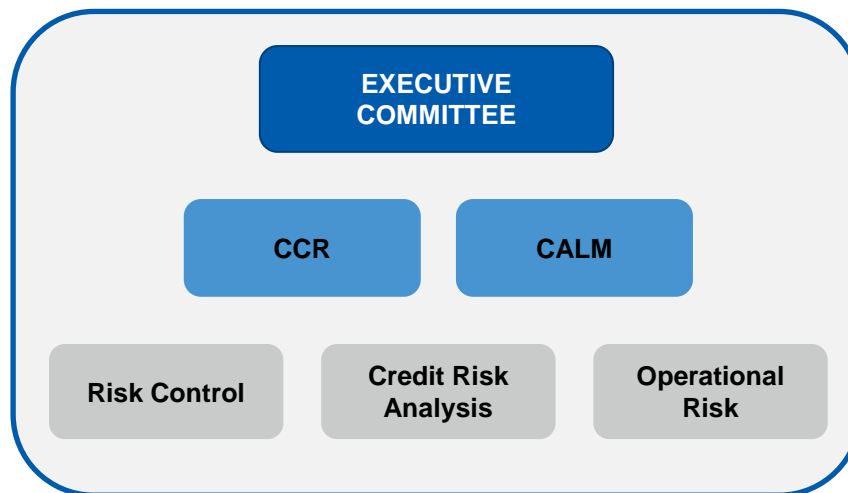 EXECUTIVE
COMMITTEE
CCR
CALM
Risk Control
Credit Risk
Analysis
Operational
Risk